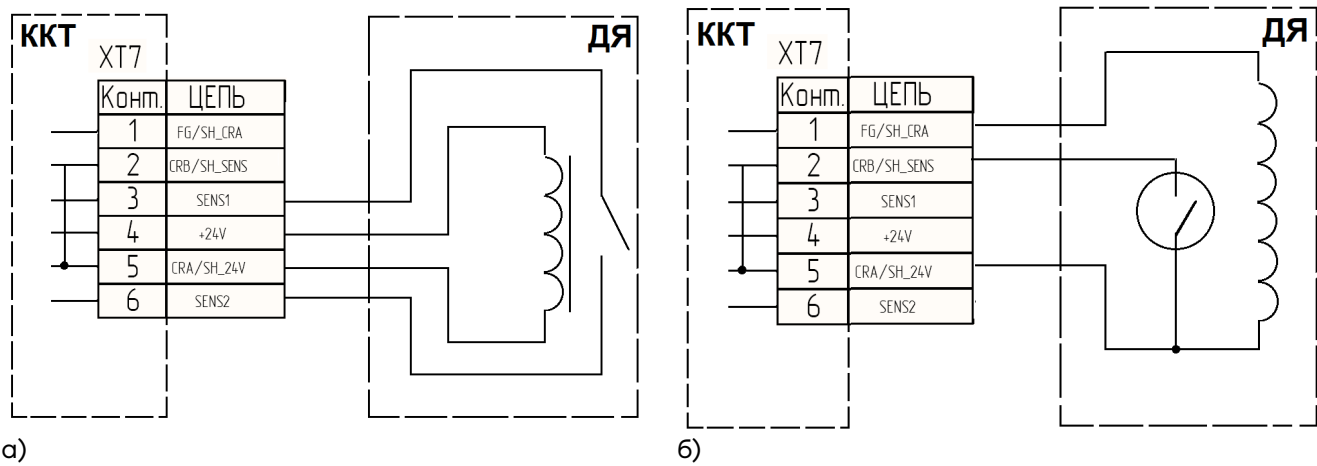 ККТ
ДЯ
XT7
Конт. ЦЕПЬ
1 FG/SH_CRA
2 CRB/SH_SENS
3 SENS1
4 +24V
5 CRA/SH_24V
6 SENS2
а)
ККТ
ДЯ
XT7
Конт. ЦЕПЬ
1 FG/SH_CRA
2 CRB/SH_SENS
3 SENS1
4 +24V
5 CRA/SH_24V
6 SENS2
б)